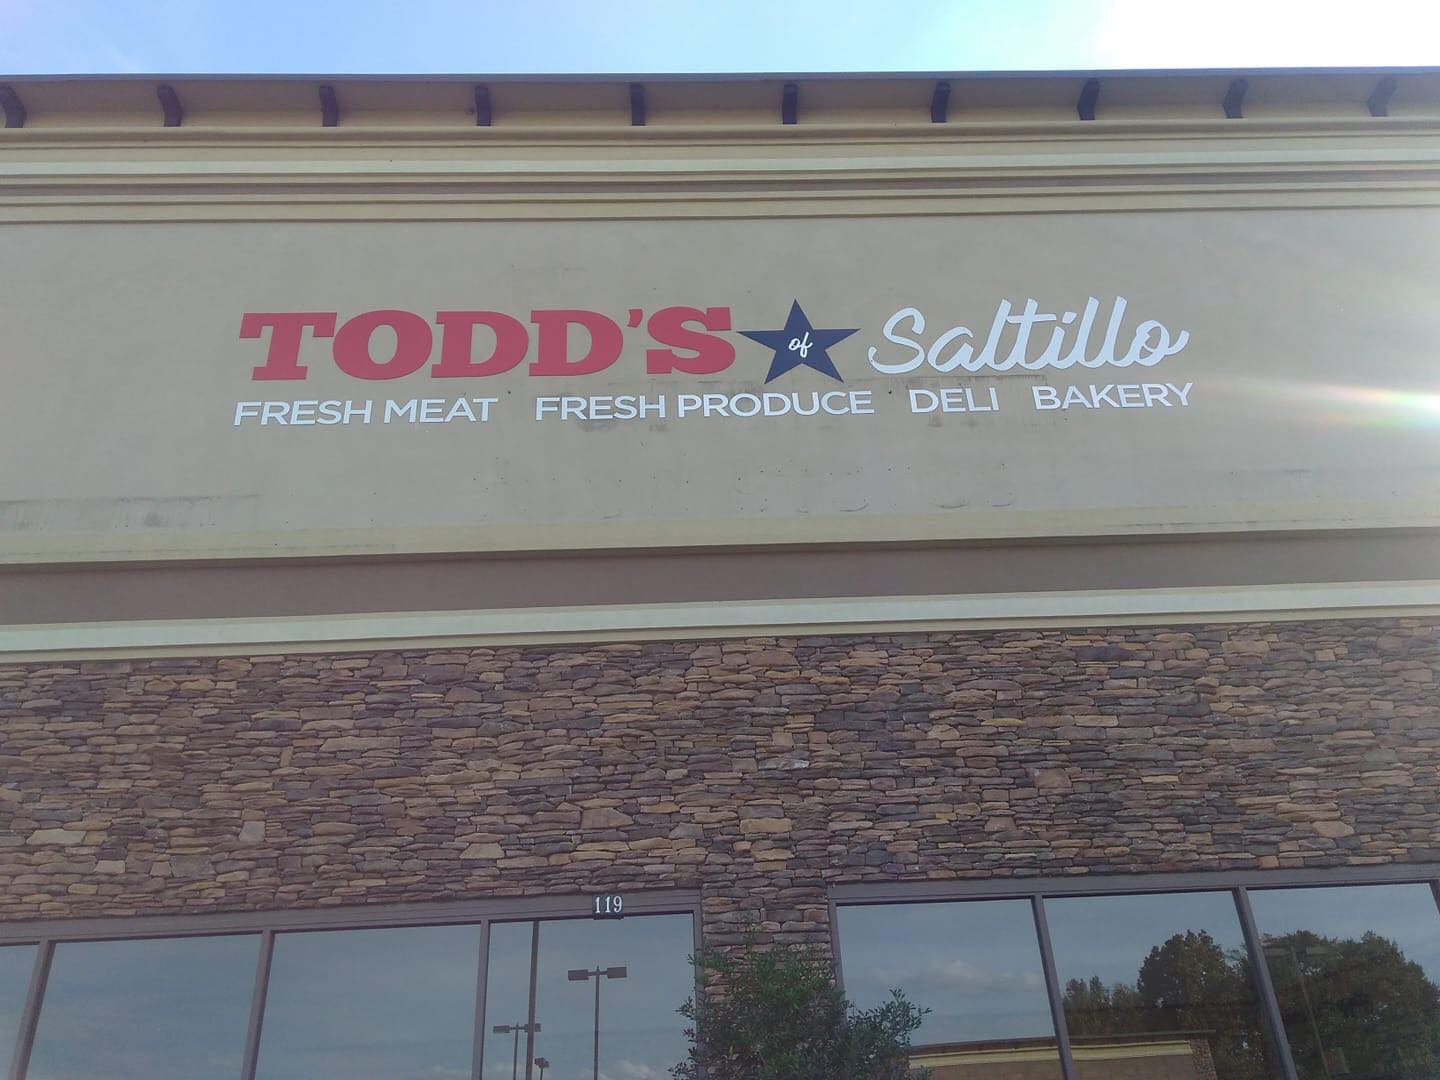 TODD'S of Saltillo
FRESH MEAT FRESH PRODUCE DELI BAKERY
119